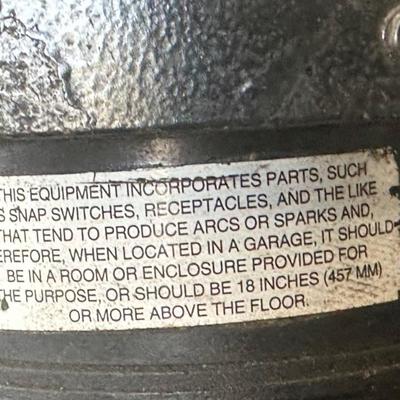 THIS EQUIPMENT INCORPORATES PARTS, SUCH
S SNAP SWITCHES, RECEPTACLES, AND THE LIKE
THAT TEND TO PRODUCE ARCS OR SPARKS AND,
EREFORE, WHEN LOCATED IN A GARAGE, IT SHOULD
BE IN A ROOM OR ENCLOSURE PROVIDED FOR
HE PURPOSE, OR SHOULD BE 18 INCHES (457 MM)
OR MORE ABOVE THE FLOOR.